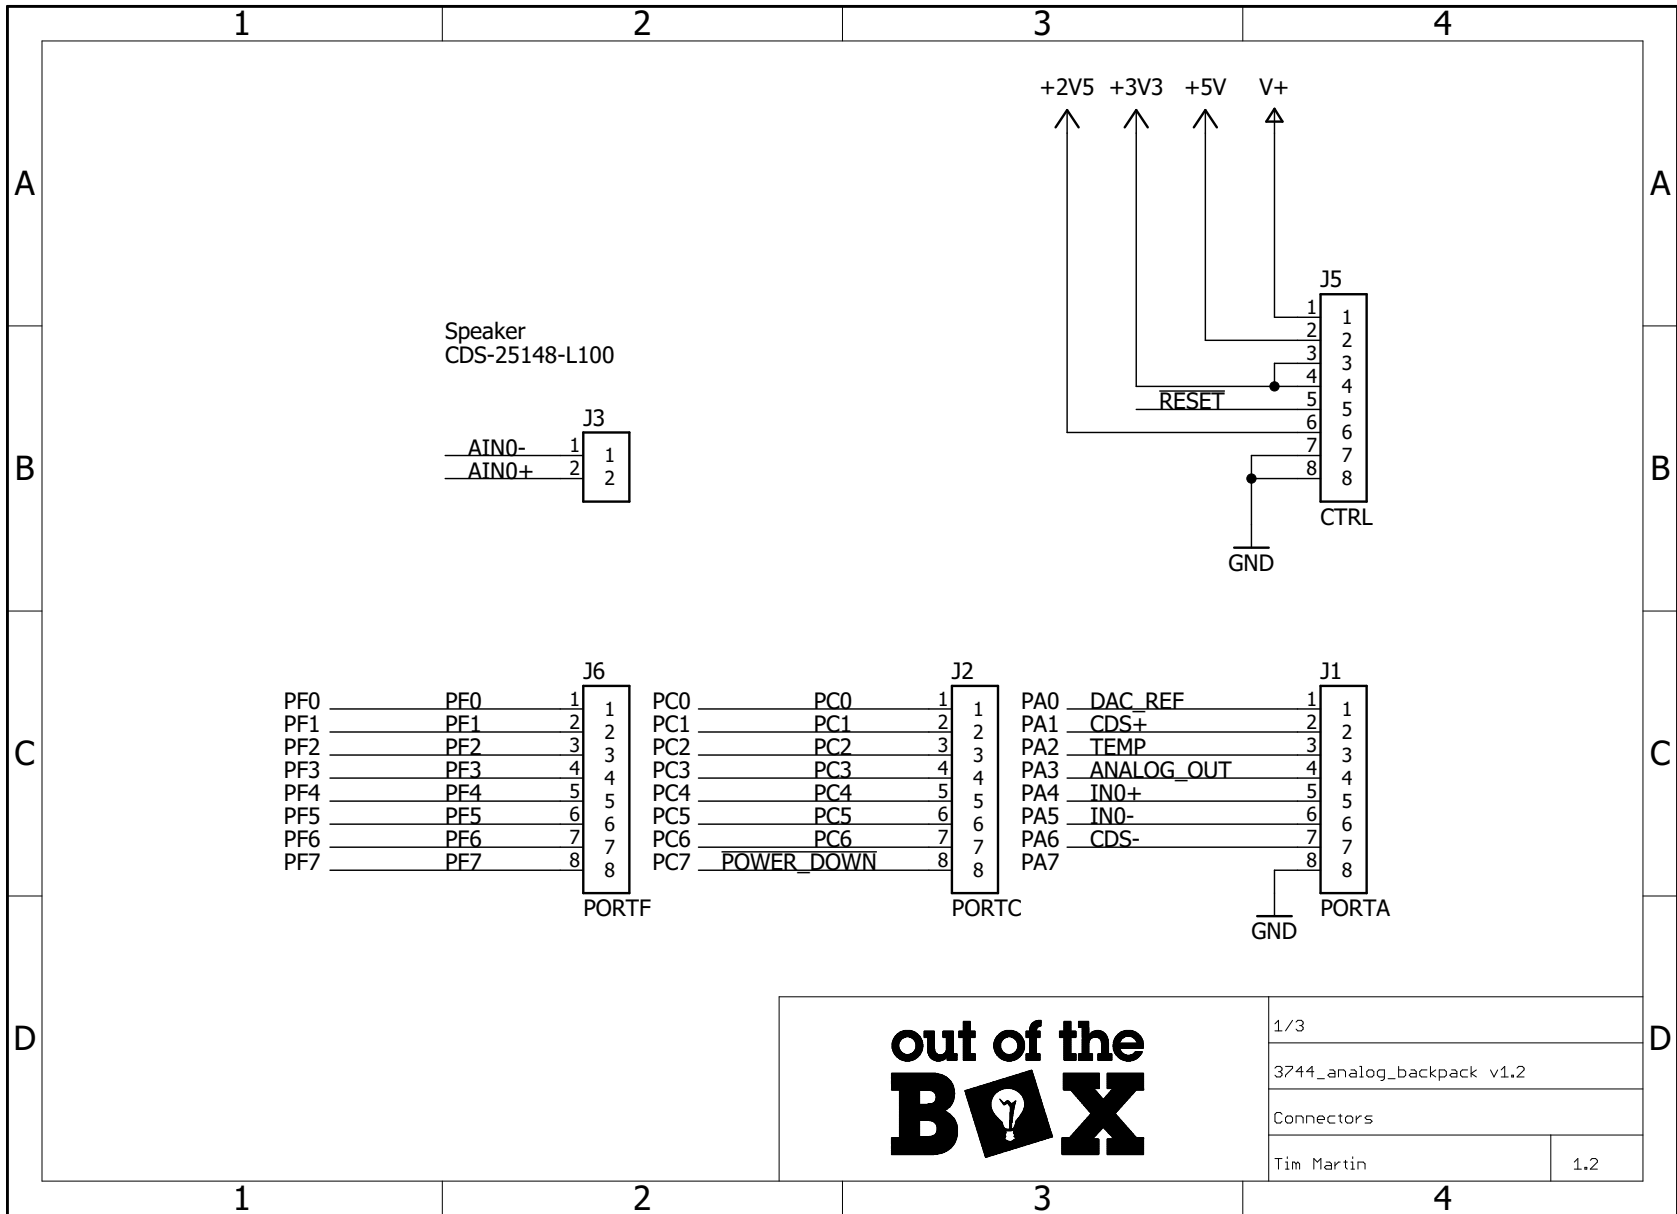 1 2 3 4
+2V5 +3V3 +5V V+
A A
J5
1 1
2 2
3 3
4 4
RESET 5 5
6 6
7 7
8 8
CTRL
GND
Speaker
CDS-25148-L100
J3
AIN0- 1 1
AIN0+ 2 2
B B
J6 J2 J1
PF0 PF0 1 1 PC0 PC0 1 1 PA0 DAC_REF 1 1
PF1 PF1 2 2 PC1 PC1 2 2 PA1 CDS+ 2 2
PF2 PF2 3 3 PC2 PC2 3 3 PA2 TEMP 3 3
PF3 PF3 4 4 PC3 PC3 4 4 PA3 ANALOG_OUT 4 4
PF4 PF4 5 5 PC4 PC4 5 5 PA4 IN0+ 5 5
PF5 PF5 6 6 PC5 PC5 6 6 PA5 IN0- 6 6
PF6 PF6 7 7 PC6 PC6 7 7 PA6 CDS- 7 7
PF7 PF7 8 8 PC7 POWER_DOWN 8 8 PA7 8 8
PORTF PORTC PORTA
GND
C C
D D
out of the
BOX
1/3
3744_analog_backpack v1.2
Connectors
Tim Martin 1.2
1 2 3 4